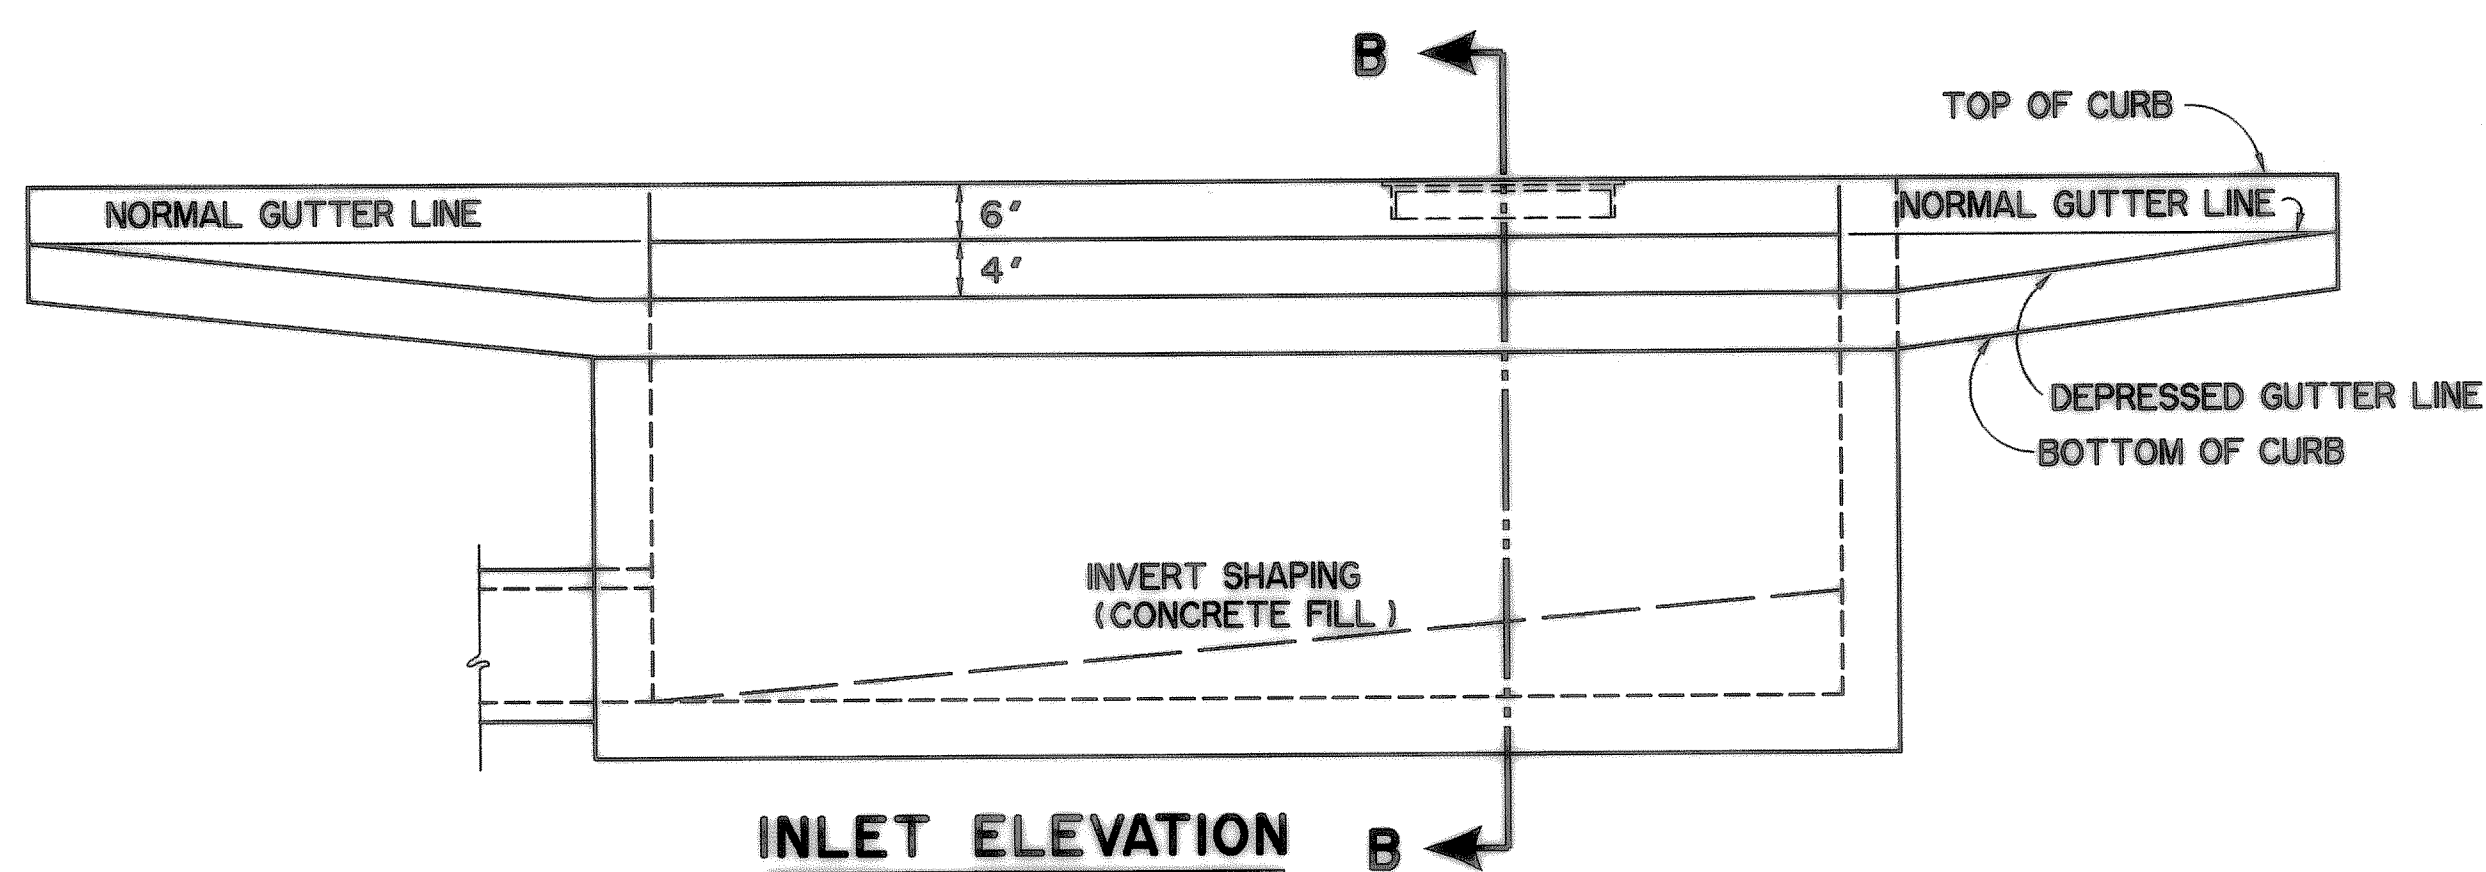 B
TOP OF CURB
NORMAL GUTTER LINE
6"
NORMAL GUTTER LINE
4"
DEPRESSED GUTTER LINE
BOTTOM OF CURB
INVERT SHAPING
(CONCRETE FILL)
INLET ELEVATION
B